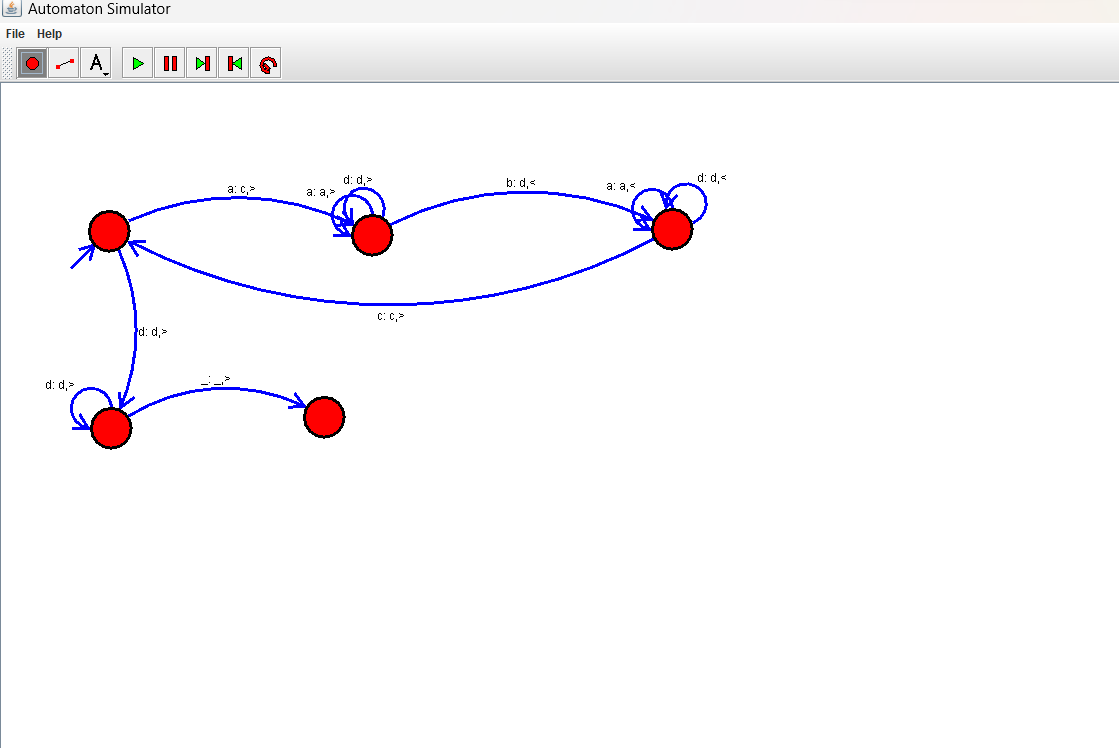 Automaton Simulator
File Help
A
a: c,>
a: a,>
d: d,>
b: d,<
a: a,<
d: d,<
c: c,>
d: d,>
d: d,>
_: _,>